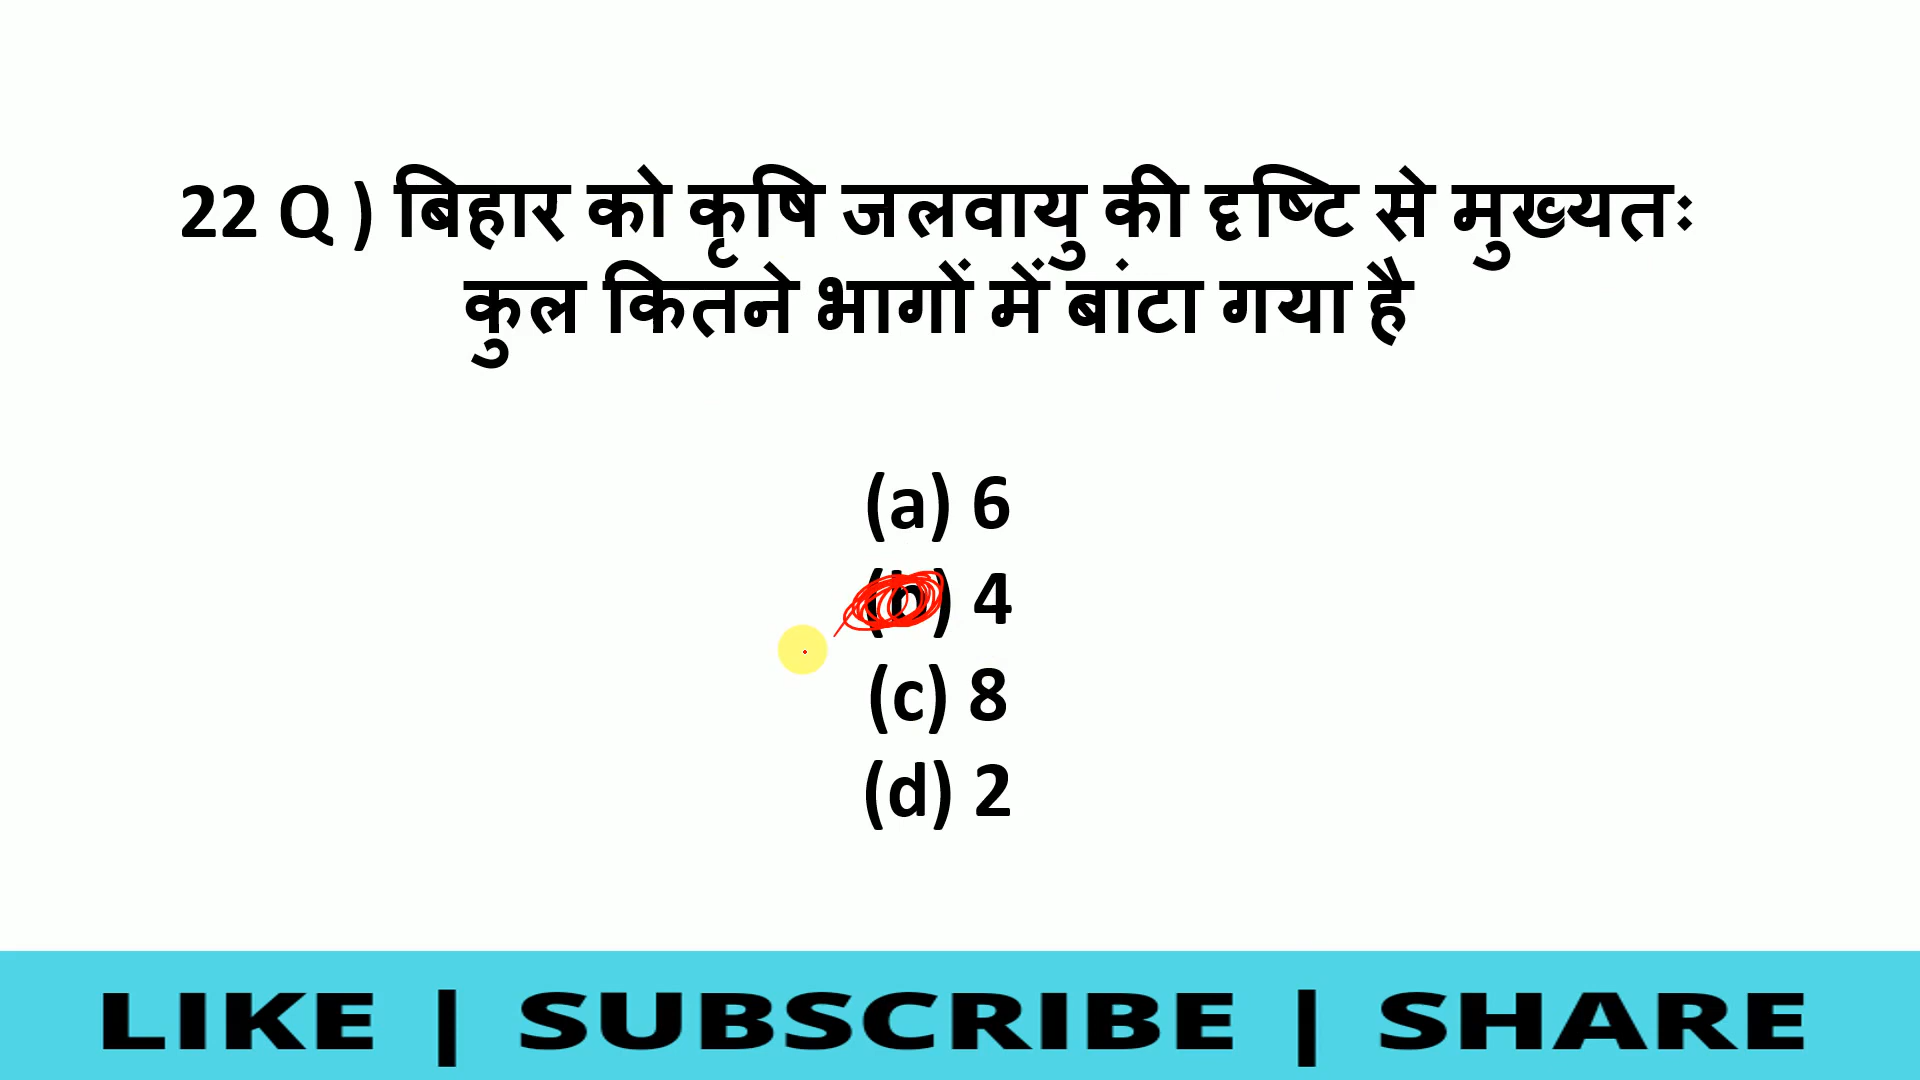 22 Q ) बिहार को कृषि जलवायु की दृष्टि से मुख्यतः
कुल कितने भागों में बांटा गया है
(a) 6
(b) 4
(c) 8
(d) 2
LIKE | SUBSCRIBE | SHARE